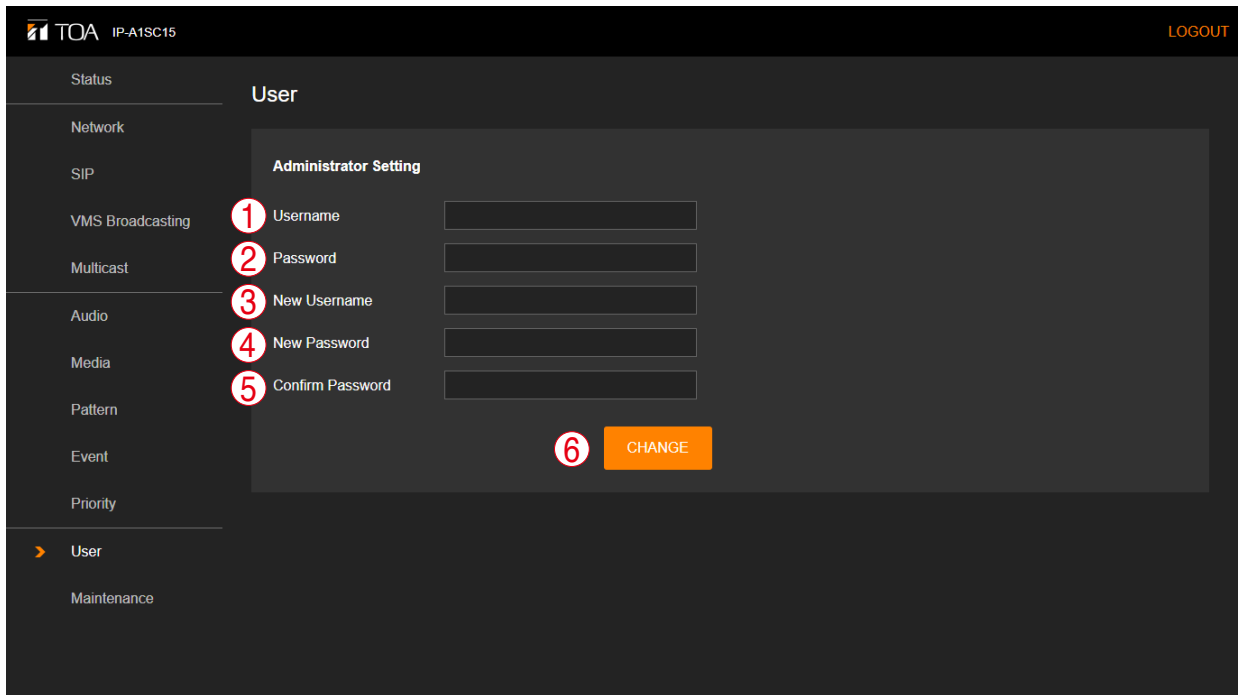 TOA IP-A1SC15
LOGOUT
Status
Network
SIP
VMS Broadcasting
Multicast
Audio
Media
Pattern
Event
Priority
User
Maintenance
User
Administrator Setting
1 Username
2 Password
3 New Username
4 New Password
5 Confirm Password
6 CHANGE